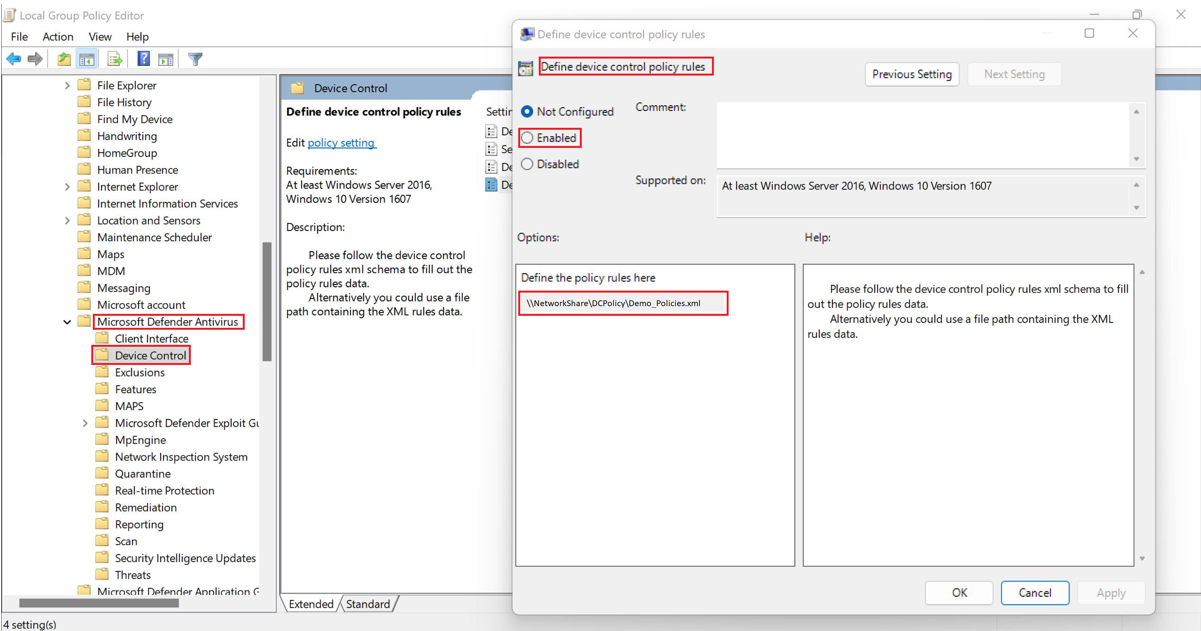 Local Group Policy Editor
File Action View Help
File Explorer
File History
Find My Device
Handwriting
HomeGroup
Human Presence
Internet Explorer
Internet Information Services
Location and Sensors
Maintenance Scheduler
Maps
MDM
Messaging
Microsoft account
Microsoft Defender Antivirus
Client Interface
Device Control
Exclusions
Features
MAPS
Microsoft Defender Exploit Gu
MpEngine
Network Inspection System
Quarantine
Real-time Protection
Remediation
Reporting
Scan
Security Intelligence Updates
Threats
Microsoft Defender Application G
Device Control
Define device control policy rules
Edit policy setting
Requirements:
At least Windows Server 2016,
Windows 10 Version 1607
Description:
Please follow the device control
policy rules xml schema to fill out the
policy rules data.
Alternatively you could use a file
path containing the XML rules data.
Settin
De
Se
De
De
Extended Standard
4 setting(s)
Define device control policy rules
Define device control policy rules
Previous Setting Next Setting
Not Configured
Enabled
Disabled
Comment:
Supported on:
At least Windows Server 2016, Windows 10 Version 1607
Options:
Help:
Define the policy rules here
\\NetworkShare\DCPolicy\Demo_Policies.xml
Please follow the device control policy rules xml schema to fill
out the policy rules data.
Alternatively you could use a file path containing the XML
rules data.
OK Cancel Apply